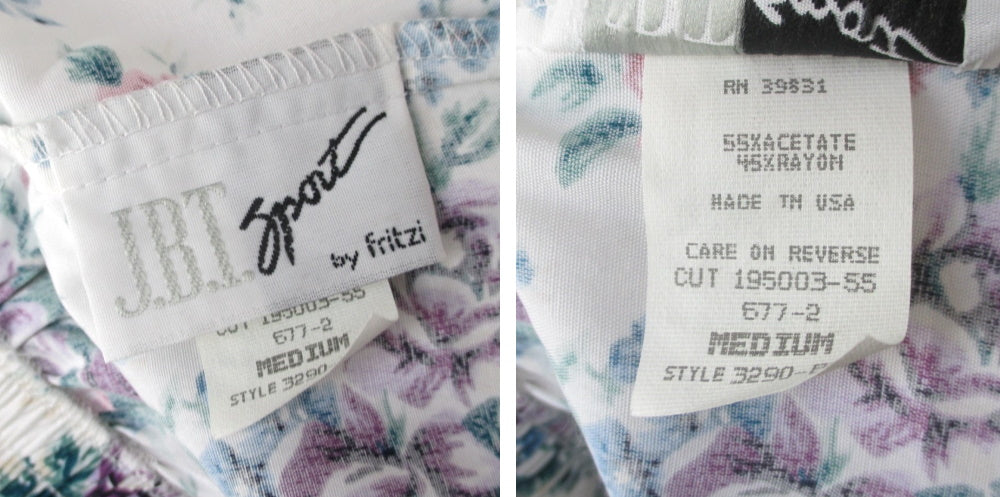 J.B.T. Sport
by fritzi
CUT 195003-55
677-2
MEDIUM
STYLE 3290
RN 39831
55%ACETATE
45%RAYON
MADE IN USA
CARE ON REVERSE
CUT 195003-55
677-2
MEDIUM
STYLE 3290-